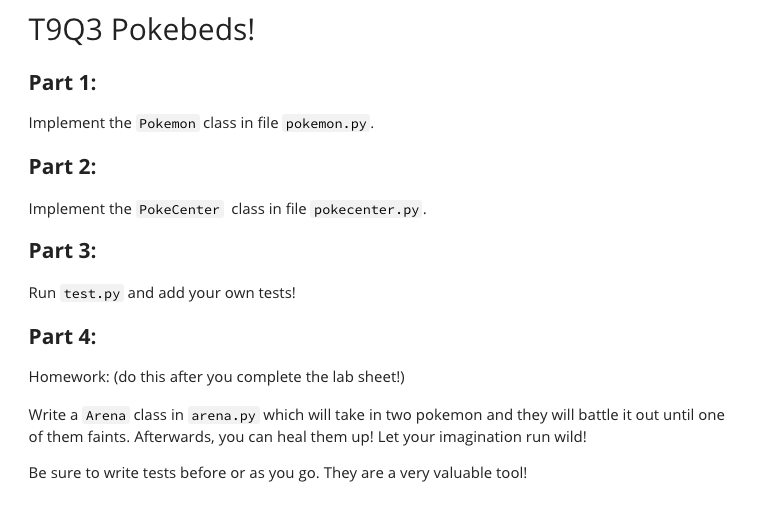 T9Q3 Pokebeds!
Part 1:
Implement the Pokemon class in file pokemon.py.
Part 2:
Implement the PokeCenter class in file pokecenter.py.
Part 3:
Run test.py and add your own tests!
Part 4:
Homework: (do this after you complete the lab sheet!)
Write a Arena class in arena.py which will take in two pokemon and they will battle it out until one
of them faints. Afterwards, you can heal them up! Let your imagination run wild!
Be sure to write tests before or as you go. They are a very valuable tool!